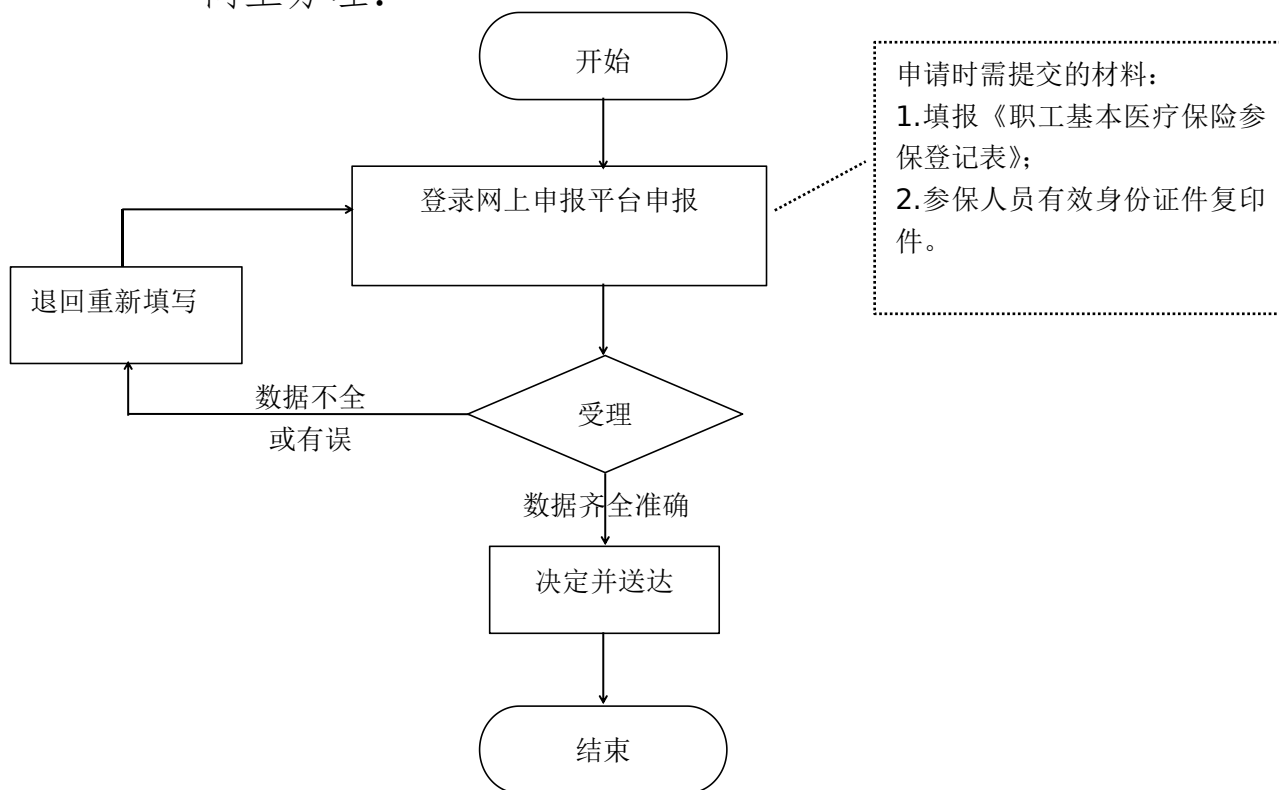 网上办理：
开始
申请时需提交的材料：
1.填报《职工基本医疗保险参
保登记表》；
2.参保人员有效身份证件复印
件。
登录网上申报平台申报
退回重新填写
数据不全
或有误
受理
数据齐全准确
决定并送达
结束